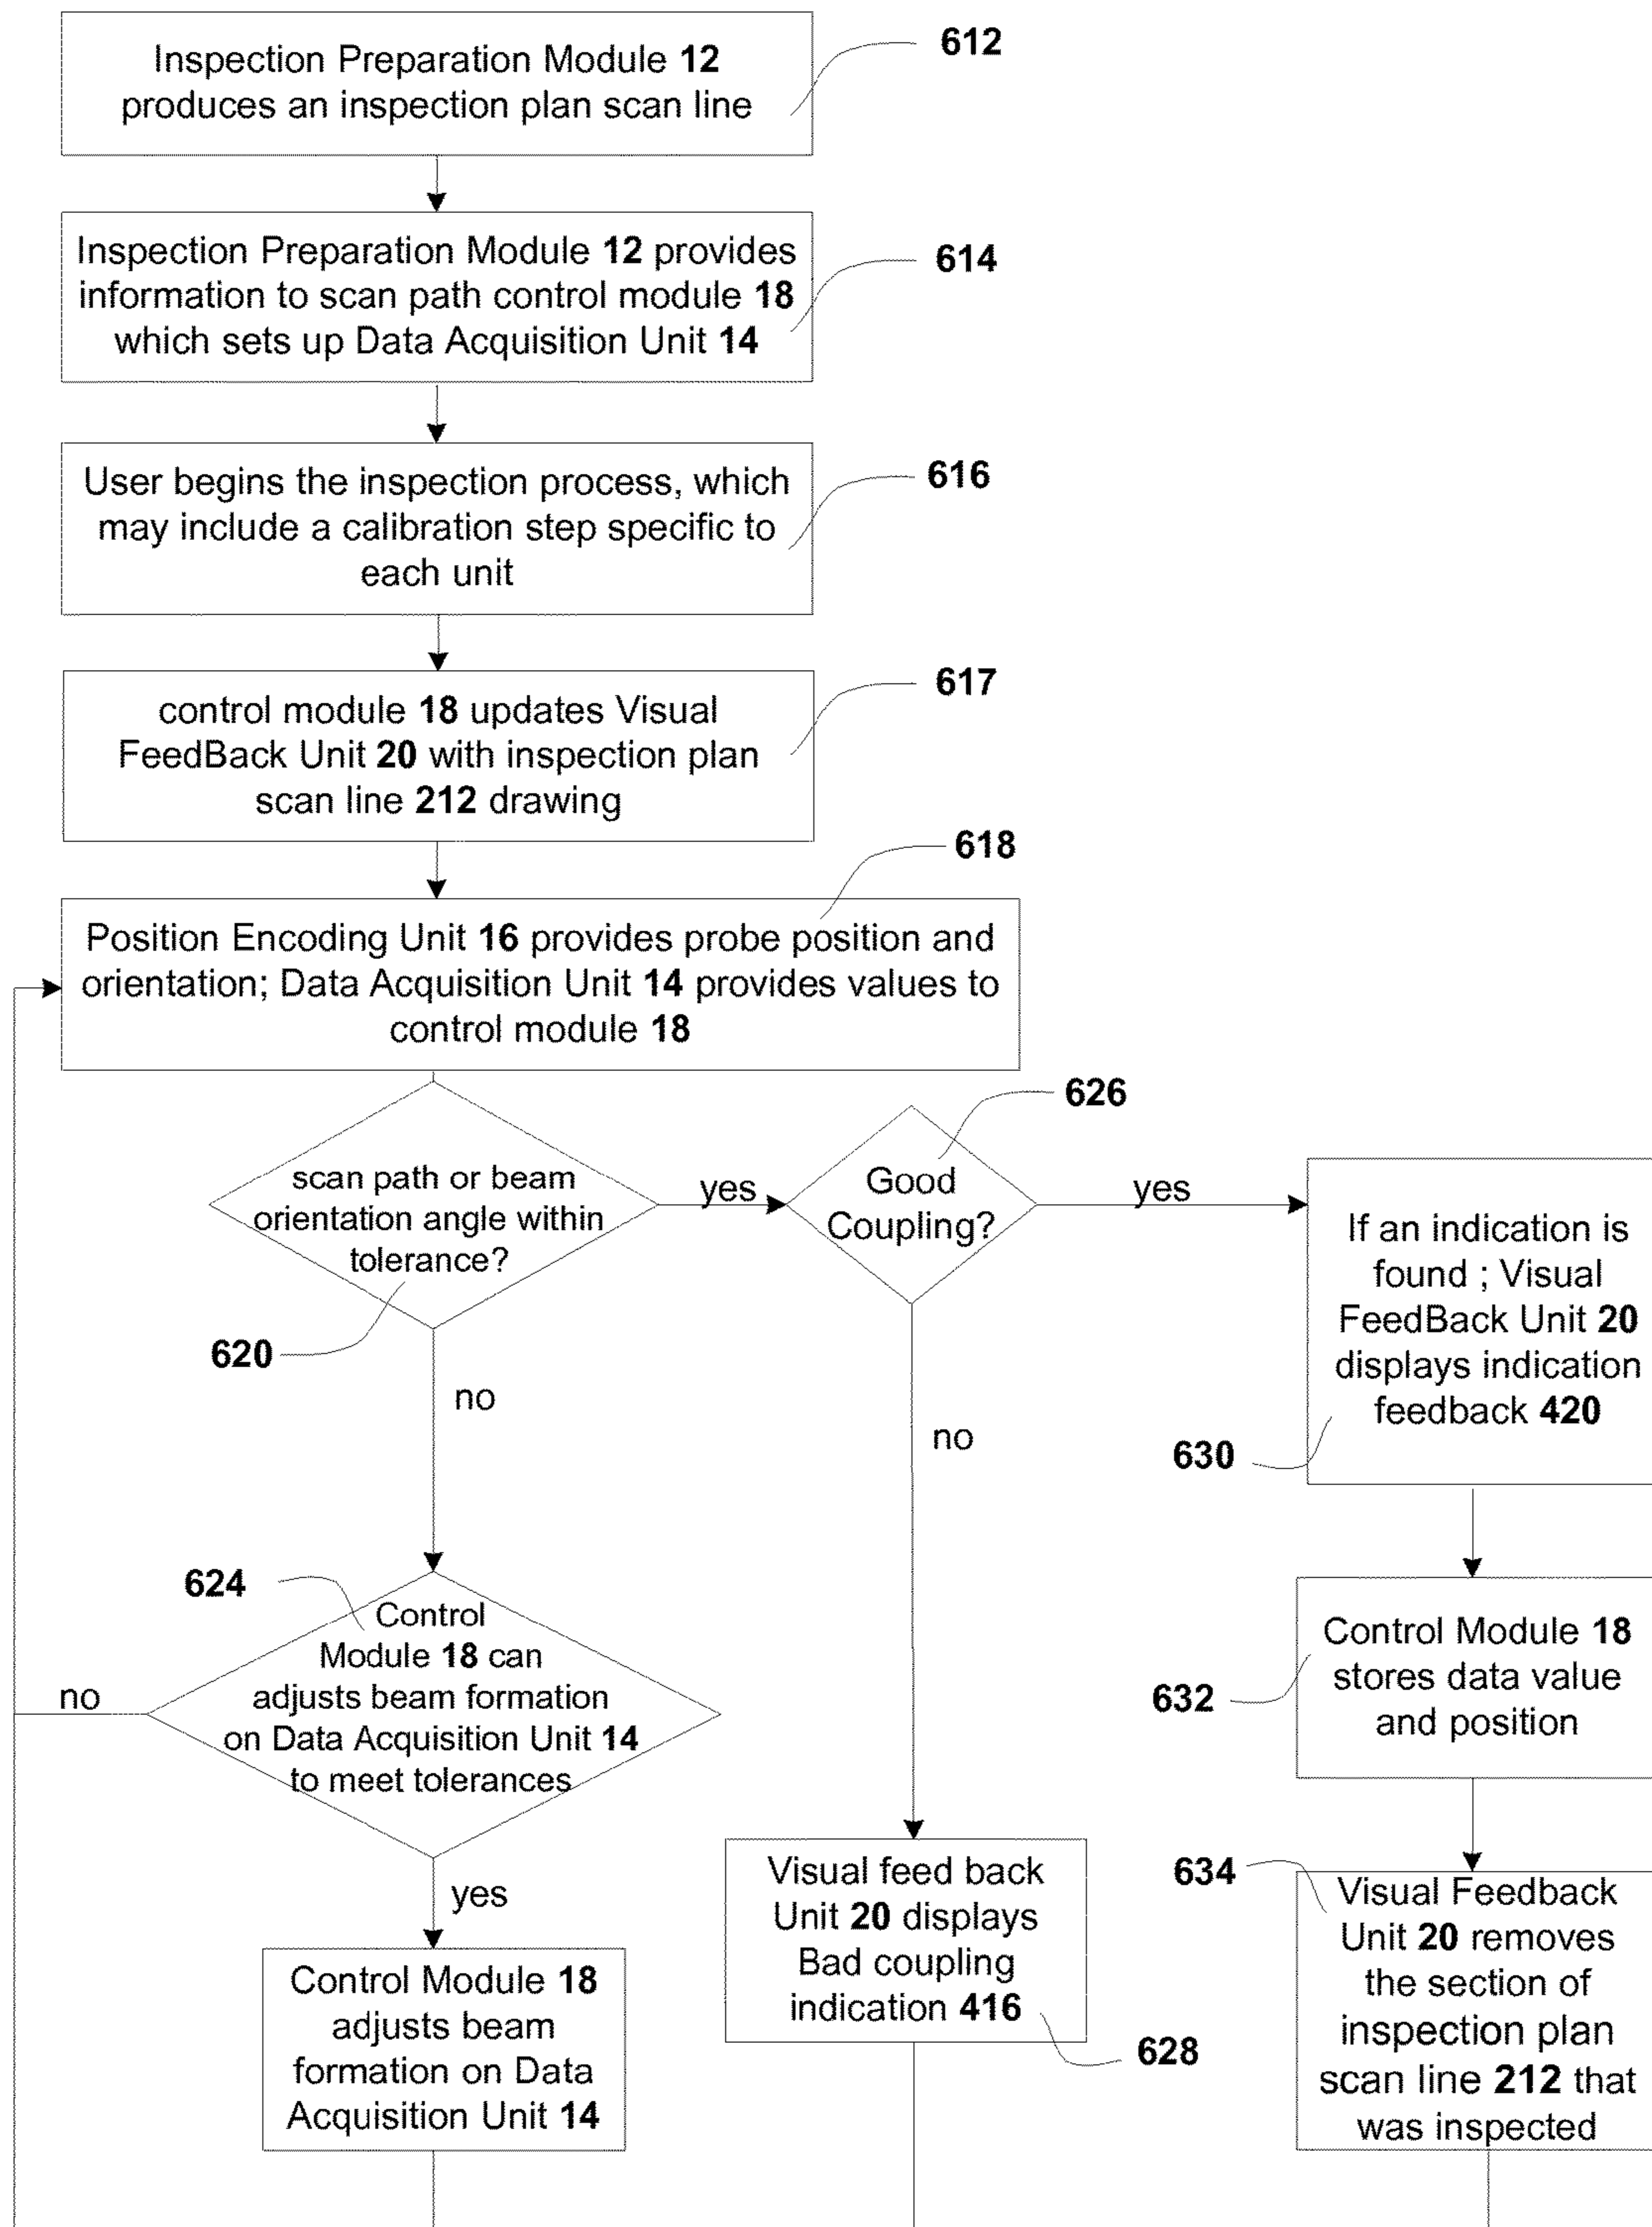 Inspection Preparation Module 12
produces an inspection plan scan line
612
Inspection Preparation Module 12 provides
information to scan path control module 18
which sets up Data Acquisition Unit 14
614
User begins the inspection process, which
may include a calibration step specific to
each unit
616
control module 18 updates Visual
FeedBack Unit 20 with inspection plan
scan line 212 drawing
617
618
Position Encoding Unit 16 provides probe position and
orientation; Data Acquisition Unit 14 provides values to
control module 18
scan path or beam
orientation angle within
tolerance?
620
yes
no
626
Good
Coupling?
yes
no
If an indication is
found ; Visual
FeedBack Unit 20
displays indication
feedback 420
630
624
Control
Module 18 can
adjusts beam formation
on Data Acquisition Unit 14
to meet tolerances
no
yes
Control Module 18
stores data value
and position
632
Control Module 18
adjusts beam
formation on Data
Acquisition Unit 14
Visual feed back
Unit 20 displays
Bad coupling
indication 416
628
634
Visual Feedback
Unit 20 removes
the section of
inspection plan
scan line 212 that
was inspected